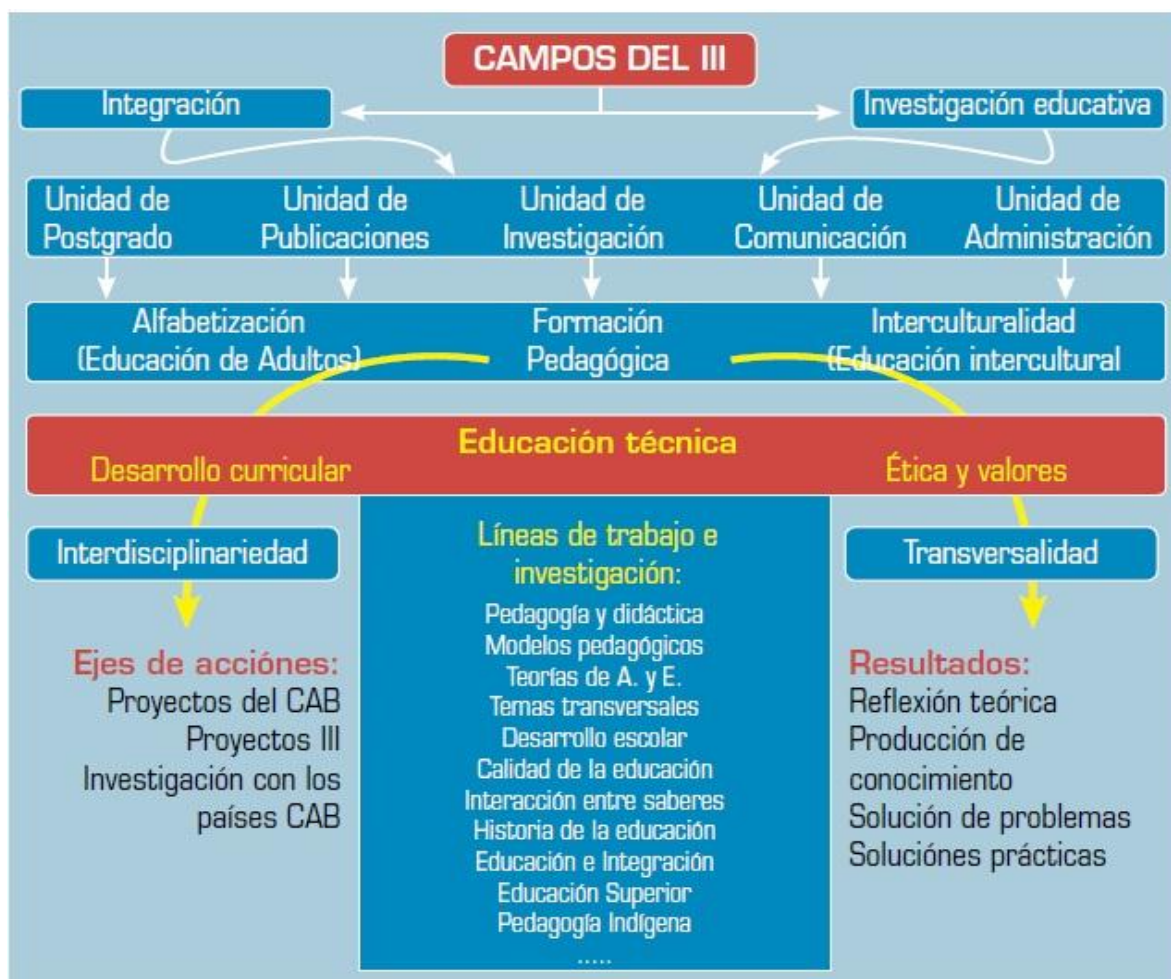 CAMPOS DEL III
Integración
Investigación educativa
Unidad de
Postgrado
Unidad de
Publicaciones
Unidad de
Investigación
Unidad de
Comunicación
Unidad de
Administración
Alfabetización
(Educación de Adultos)
Formación
Pedagógica
Interculturalidad
(Educación intercultural
Educación técnica
Desarrollo curricular
Ética y valores
Interdisciplinariedad
Ejes de acciónes:
Proyectos del CAB
Proyectos III
Investigación con los
países CAB
Líneas de trabajo e
investigación:
Pedagogía y didáctica
Modelos pedagógicos
Teorías de A. y E.
Temas transversales
Desarrollo escolar
Calidad de la educación
Interacción entre saberes
Historia de la educación
Educación e Integración
Educación Superior
Pedagogía Indígena
.....
Transversalidad
Resultados:
Reflexión teórica
Producción de
conocimiento
Solución de problemas
Soluciónes prácticas